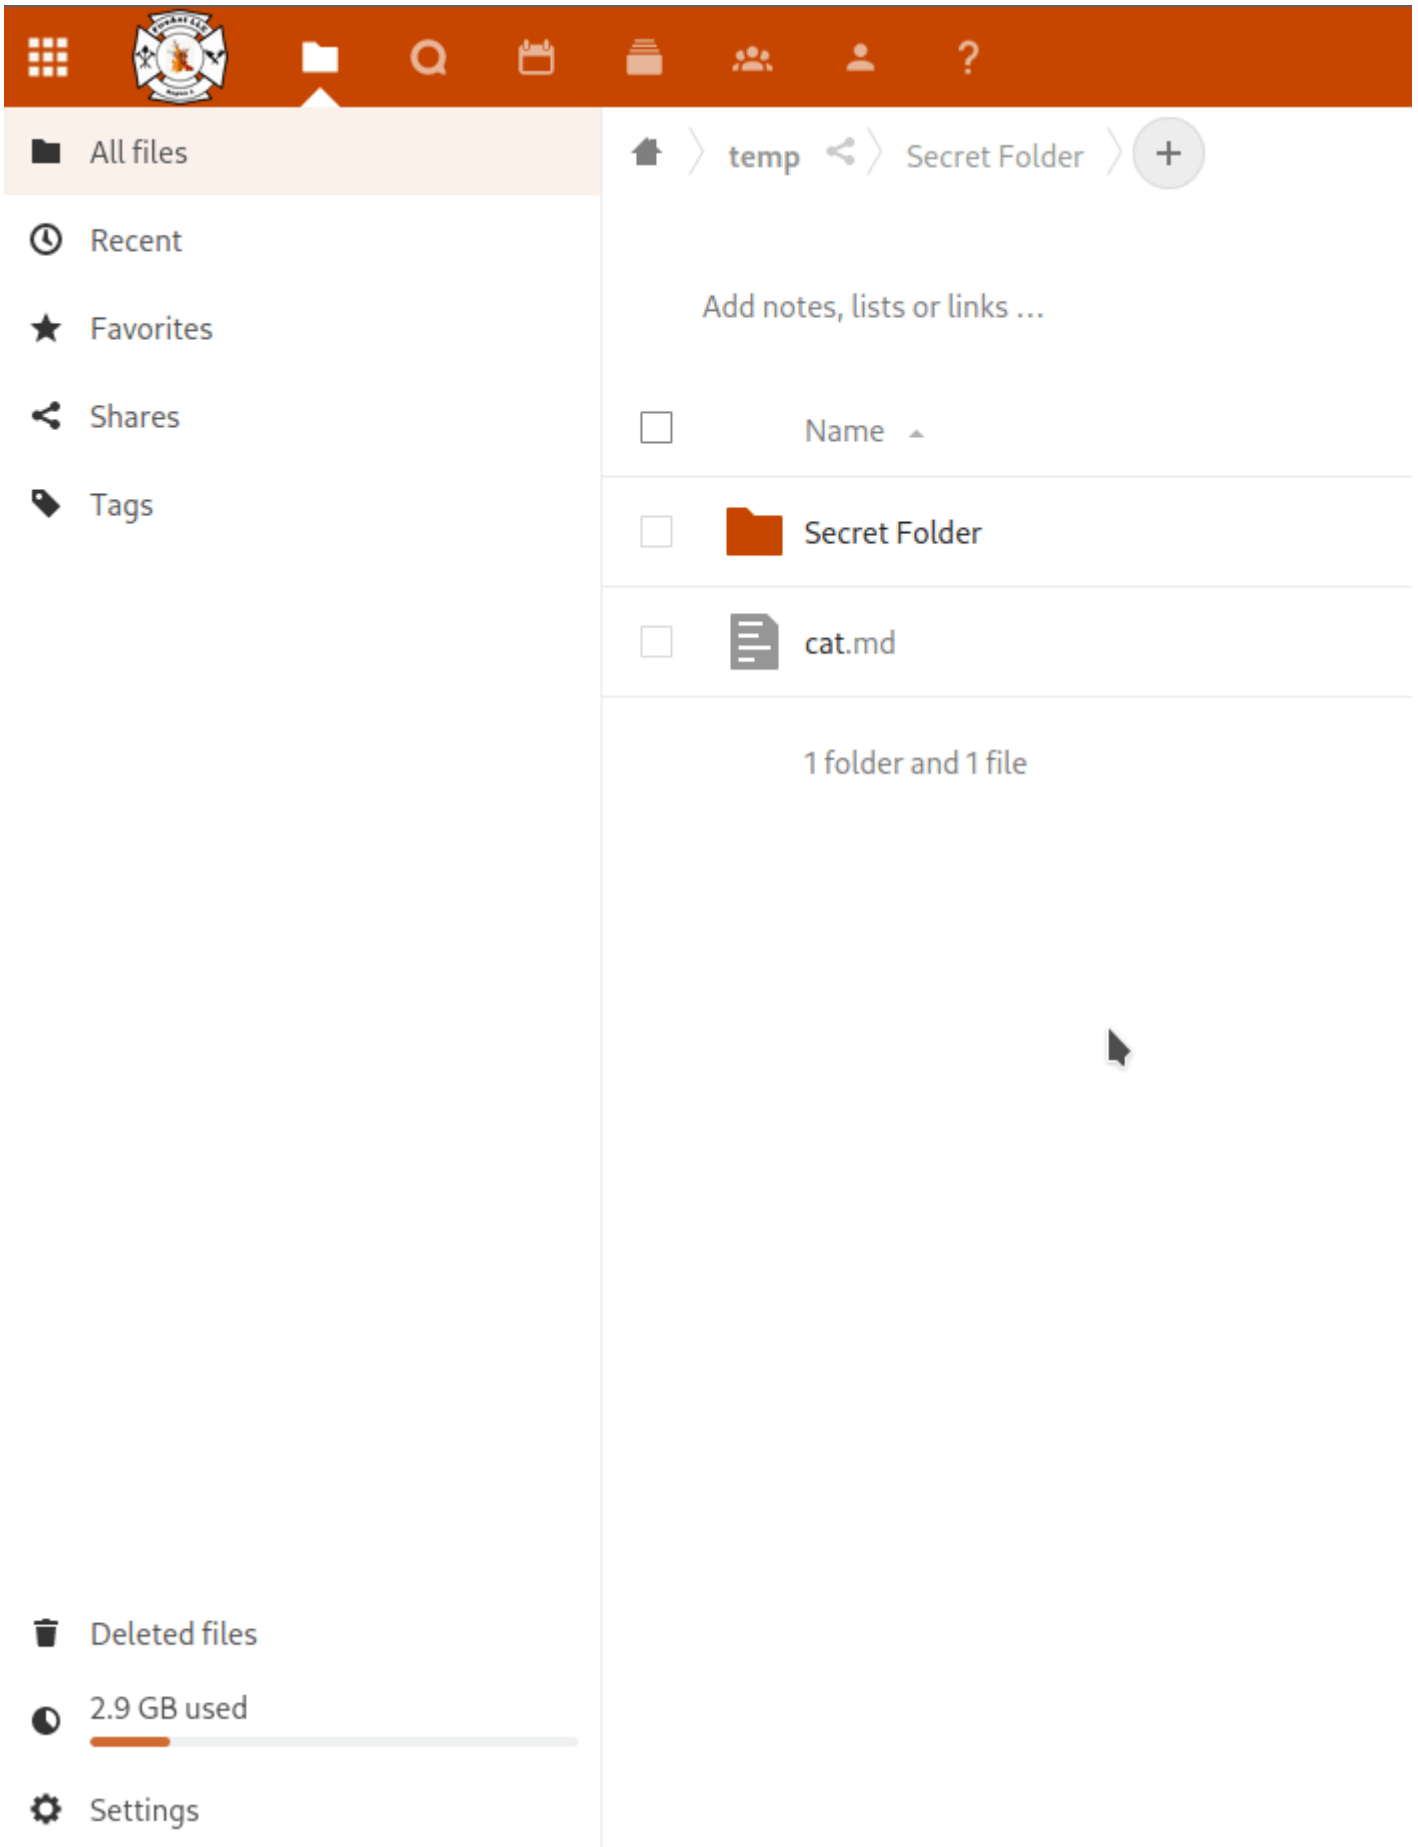 All files
Recent
Favorites
Shares
Tags
Deleted files
2.9 GB used
Settings
temp
Secret Folder
+
Add notes, lists or links ...
Name
Secret Folder
cat.md
1 folder and 1 file